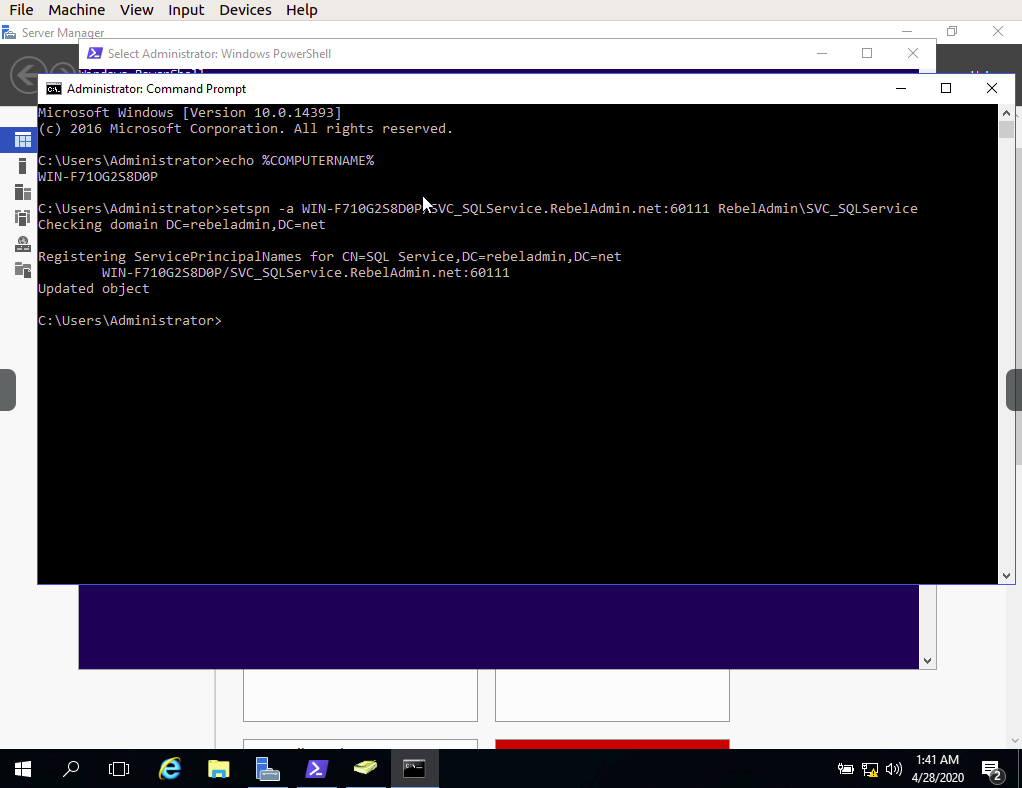 File Machine View Input Devices Help
Server Manager
Select Administrator: Windows PowerShell
Windows PowerShell
Administrator: Command Prompt
Microsoft Windows [Version 10.0.14393]
(c) 2016 Microsoft Corporation. All rights reserved.
C:\Users\Administrator>echo %COMPUTERNAME%
WIN-F71OG2S8D0P
C:\Users\Administrator>setspn -a WIN-F710G2S8D0P/SVC_SQLService.RebelAdmin.net:60111 RebelAdmin\SVC_SQLService
Checking domain DC=rebeladmin,DC=net
Registering ServicePrincipalNames for CN=SQL Service,DC=rebeladmin,DC=net
WIN-F710G2S8D0P/SVC_SQLService.RebelAdmin.net:60111
Updated object
C:\Users\Administrator>
1:41 AM
4/28/2020
2